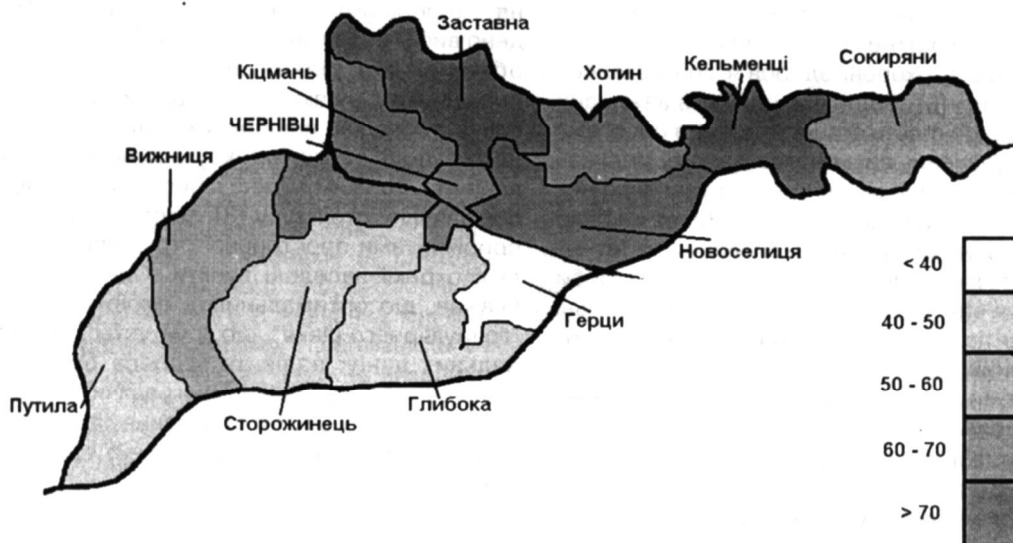 Заставна
Кіцмань
Хотин
Кельменці
Сокиряни
ЧЕРНІВЦІ
Вижниця
Новоселиця
Герци
Путила
Сторожинець
Глибока
< 40
40 - 50
50 - 60
60 - 70
> 70